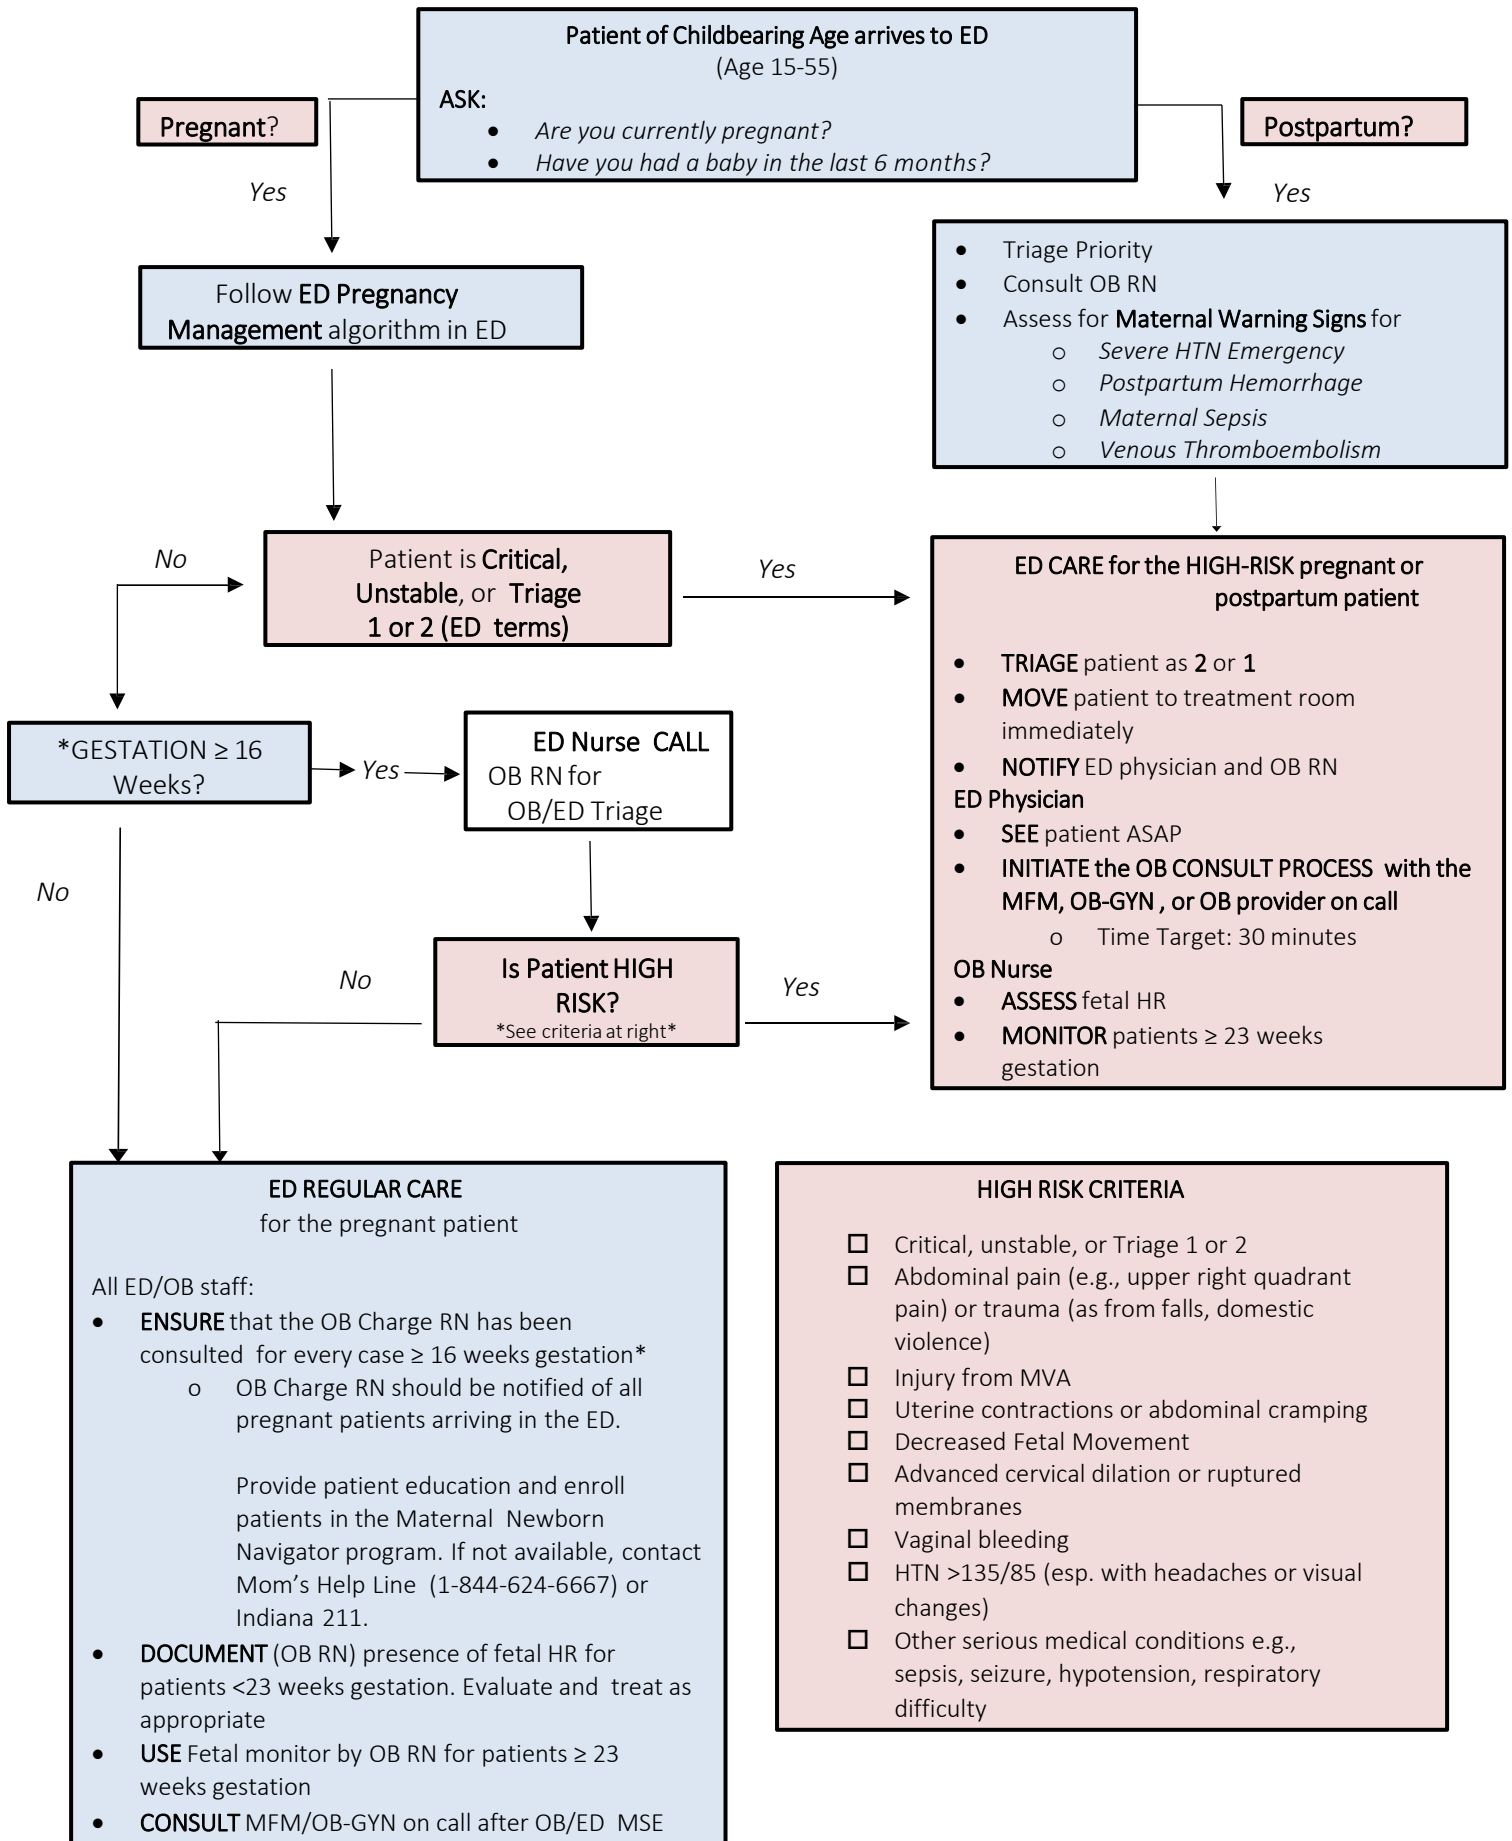 Patient of Childbearing Age arrives to ED
(Age 15-55)
ASK:
• Are you currently pregnant?
• Have you had a baby in the last 6 months?
Pregnant?
Postpartum?
Yes
Yes
Follow ED Pregnancy
Management algorithm in ED
• Triage Priority
• Consult OB RN
• Assess for Maternal Warning Signs for
o Severe HTN Emergency
o Postpartum Hemorrhage
o Maternal Sepsis
o Venous Thromboembolism
No
Patient is Critical,
Unstable, or Triage
1 or 2 (ED terms)
Yes
ED CARE for the HIGH-RISK pregnant or
postpartum patient
• TRIAGE patient as 2 or 1
• MOVE patient to treatment room
immediately
• NOTIFY ED physician and OB RN
ED Physician
• SEE patient ASAP
• INITIATE the OB CONSULT PROCESS with the
MFM, OB-GYN , or OB provider on call
o Time Target: 30 minutes
OB Nurse
• ASSESS fetal HR
• MONITOR patients ≥ 23 weeks
gestation
*GESTATION ≥ 16
Weeks?
Yes
ED Nurse CALL
OB RN for
OB/ED Triage
No
No
Is Patient HIGH
RISK?
*See criteria at right*
Yes
ED REGULAR CARE
for the pregnant patient
All ED/OB staff:
• ENSURE that the OB Charge RN has been
consulted for every case ≥ 16 weeks gestation*
o OB Charge RN should be notified of all
pregnant patients arriving in the ED.
Provide patient education and enroll
patients in the Maternal Newborn
Navigator program. If not available, contact
Mom's Help Line (1-844-624-6667) or
Indiana 211.
• DOCUMENT (OB RN) presence of fetal HR for
patients <23 weeks gestation. Evaluate and treat as
appropriate
• USE Fetal monitor by OB RN for patients ≥ 23
weeks gestation
• CONSULT MFM/OB-GYN on call after OB/ED MSE
HIGH RISK CRITERIA
☐ Critical, unstable, or Triage 1 or 2
☐ Abdominal pain (e.g., upper right quadrant
pain) or trauma (as from falls, domestic
violence)
☐ Injury from MVA
☐ Uterine contractions or abdominal cramping
☐ Decreased Fetal Movement
☐ Advanced cervical dilation or ruptured
membranes
☐ Vaginal bleeding
☐ HTN >135/85 (esp. with headaches or visual
changes)
☐ Other serious medical conditions e.g.,
sepsis, seizure, hypotension, respiratory
difficulty